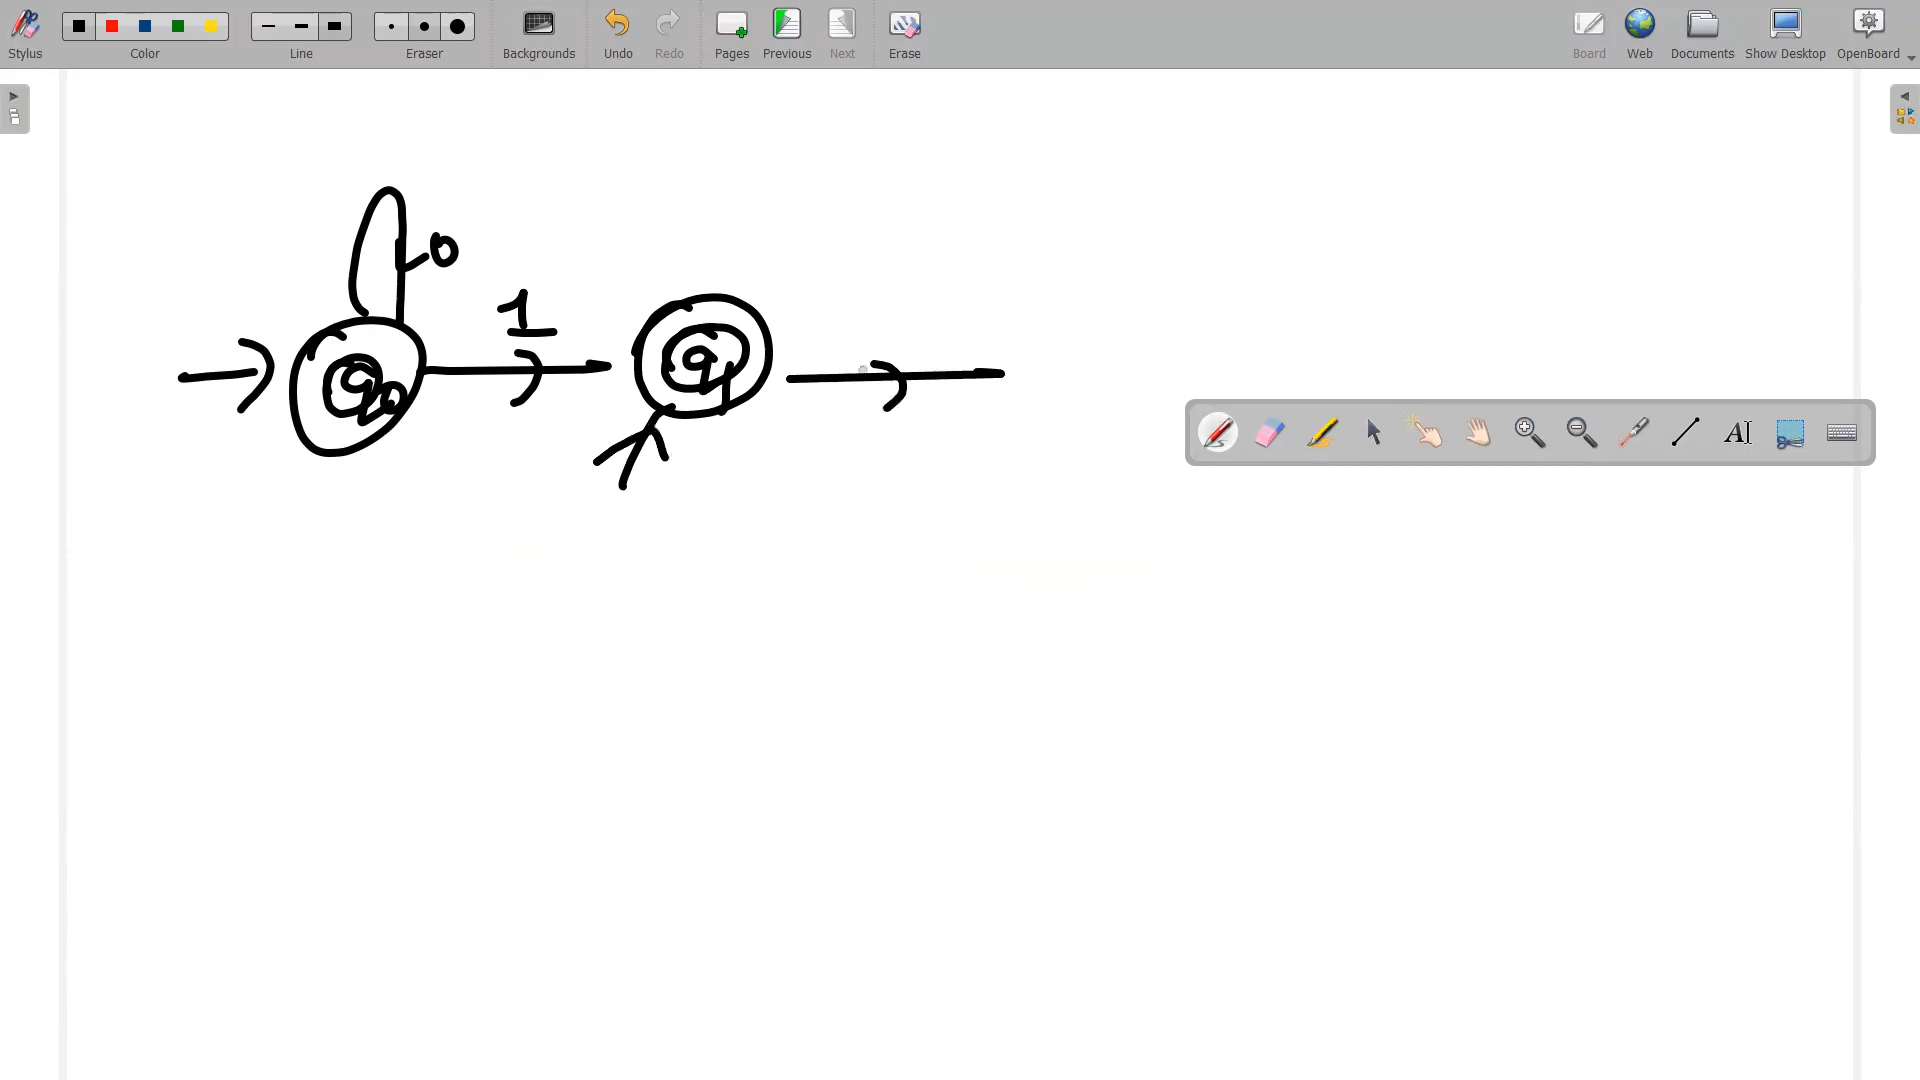 Stylus Color Line Eraser Backgrounds Undo Redo Pages Previous Next Erase Board Web Documents Show Desktop OpenBoard
0
1
q0
q1
AI